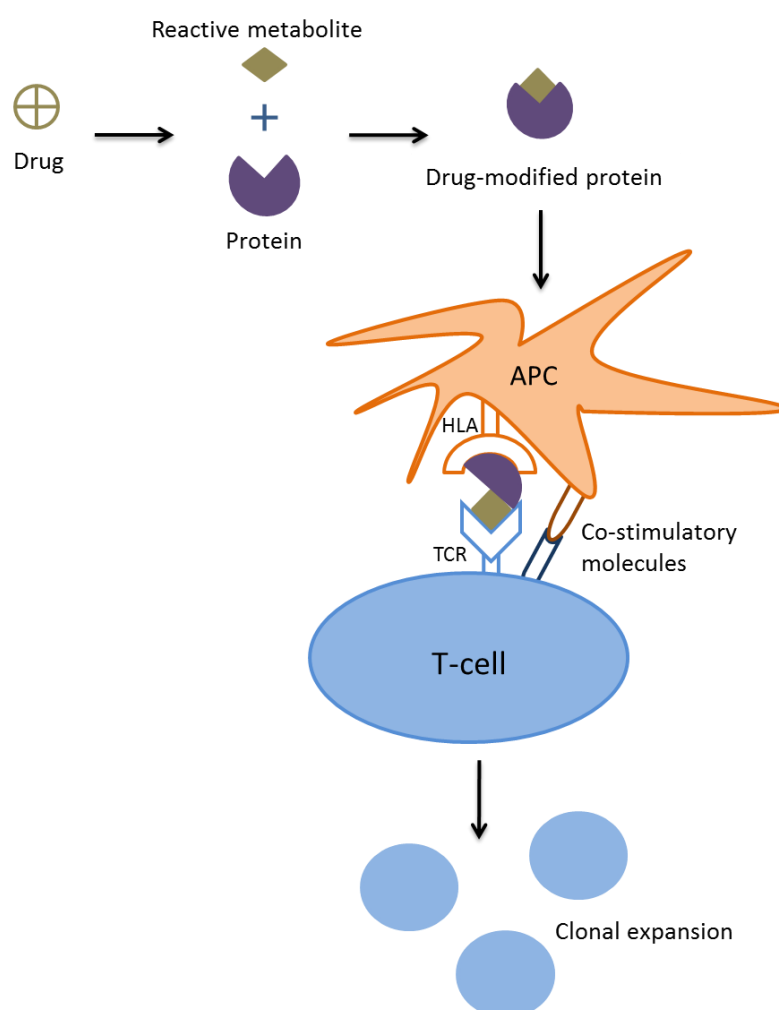 Reactive metabolite
Drug
Protein
Drug-modified protein
APC
HLA
TCR
Co-stimulatory
molecules
T-cell
Clonal expansion